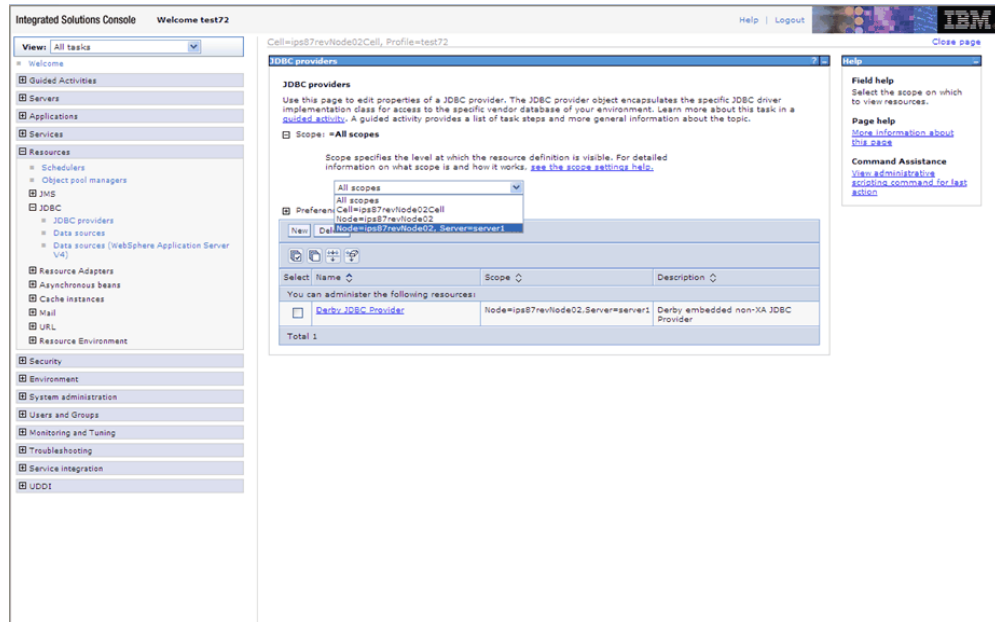 Integrated Solutions Console Welcome test72
Help | Logout
IBM
View: All tasks
Welcome
Guided Activities
Servers
Applications
Services
Resources
Schedulers
Object pool managers
JMS
JDBC
JDBC providers
Data sources
Data sources (WebSphere Application Server
V4)
Resource Adapters
Asynchronous beans
Cache instances
Mail
URL
Resource Environment
Security
Environment
System administration
Users and Groups
Monitoring and Tuning
Troubleshooting
Service integration
UDDI
Cell=ips87revNode02Cell, Profile=test72
Close page
JDBC providers
? -
JDBC providers
Use this page to edit properties of a JDBC provider. The JDBC provider object encapsulates the specific JDBC driver
implementation class for access to the specific vendor database of your environment. Learn more about this task in a
guided activity. A guided activity provides a list of task steps and more general information about the topic.
Scope: =All scopes
Scope specifies the level at which the resource definition is visible. For detailed
information on what scope is and how it works, see the scope settings help.
All scopes
All scopes
Cell=ips87revNode02Cell
Node=ips87revNode02
Node=ips87revNode02, Server=server1
New
Select Name Scope Description
You can administer the following resources:
Derby JDBC Provider Node=ips87revNode02,Server=server1 Derby embedded non-XA JDBC
Provider
Total 1
Help
Field help
Select the scope on which
to view resources.
Page help
More information about
this page
Command Assistance
View administrative
scripting command for last
action